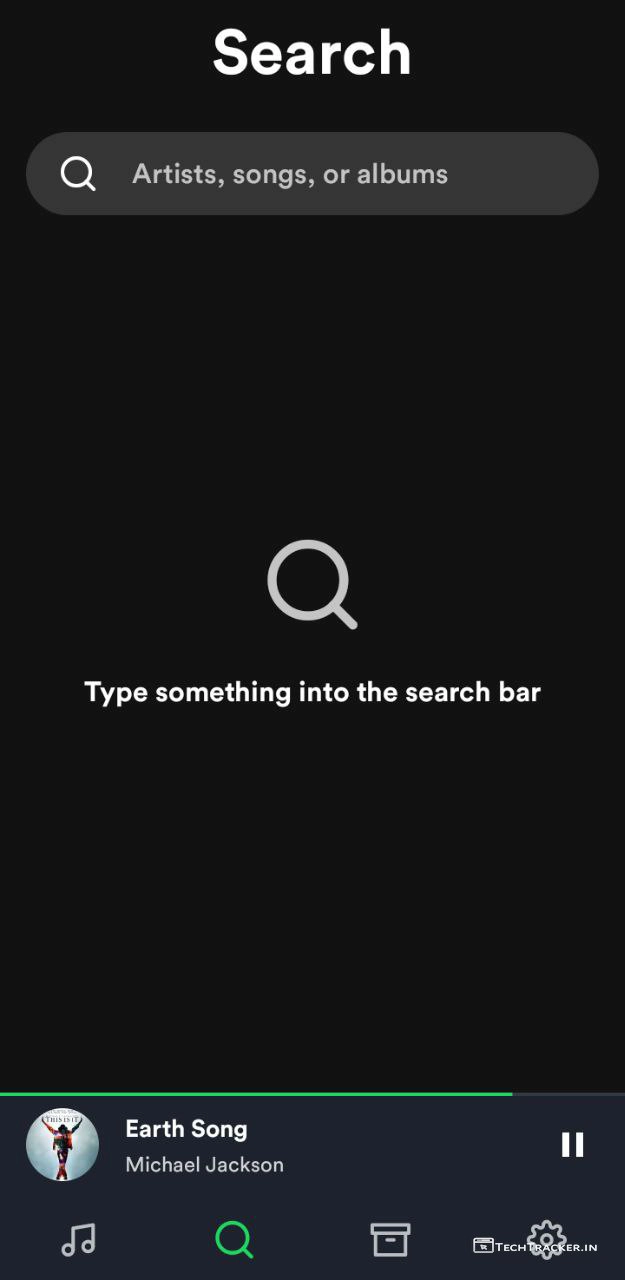 Search
Artists, songs, or albums
Type something into the search bar
THIS IS IT
Earth Song
Michael Jackson
TECHTRACKER.IN